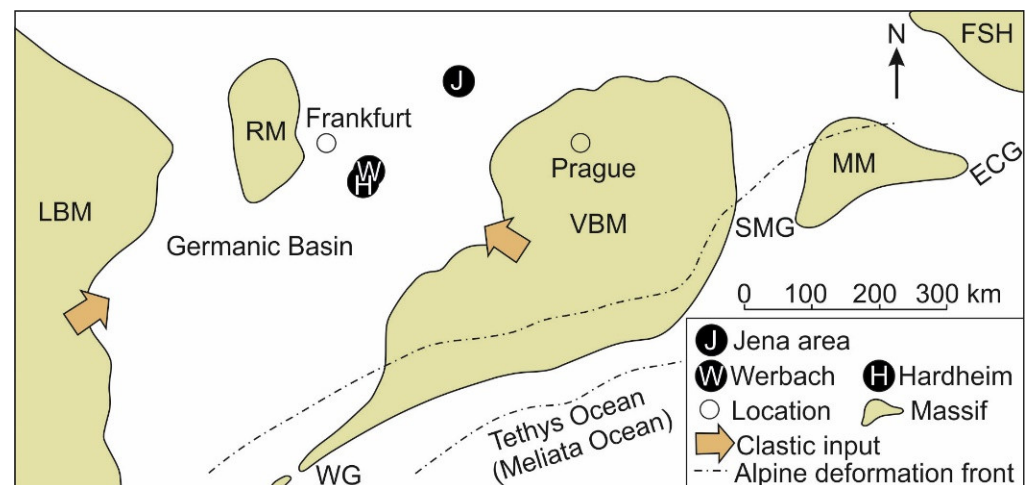 FSH
N
J
Frankfurt
RM
Prague
W
H
MM
ECG
LBM
VBM
SMG
Germanic Basin
0 100 200 300 km
J Jena area
W Werbach H Hardheim
Location Massif
Clastic input
Alpine deformation front
Tethys Ocean
(Meliata Ocean)
WG